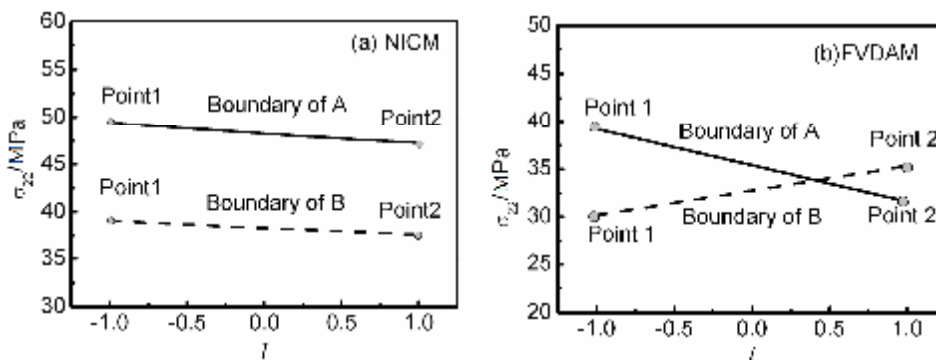 (a) NICM
60
55
50
45
40
35
30
σ22/MPa
Point1
Boundary of A
Point2
Point1
Boundary of B
Point2
-1.0 -0.5 0.0 0.5 1.0
(b)FVDAM
40
35
30
25
20
σ22/MPa
Point 1
Boundary of A
Point 2
Point 1
Boundary of B
Point 2
-1.0 -0.5 0.0 0.5 1.0